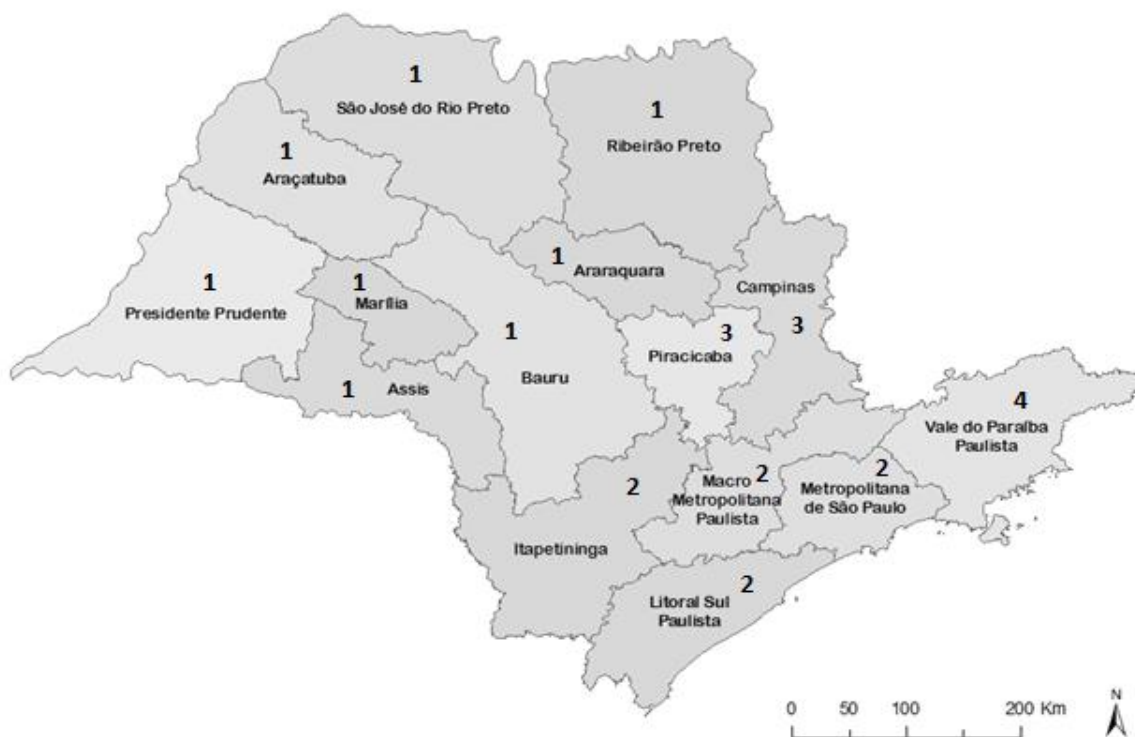 1
São José do Rio Preto
1
Ribeirão Preto
1
Araçatuba
1
Araraquara
Campinas
1
Presidente Prudente
1
Marília
1
Bauru
3
Piracicaba
3
1
Assis
4
Vale do Paraíba
Paulista
2
Macro
Metropolitana
Paulista
2
Metropolitana
de São Paulo
2
Itapetininga
2
Litoral Sul
Paulista
0 50 100 200 Km
N